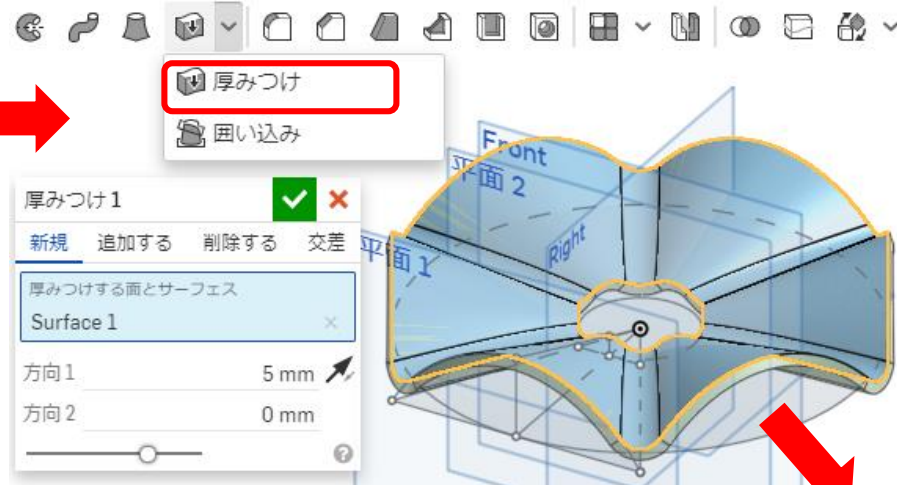 厚みつけ
囲い込み
Front
平面 2
Right
平面 1
厚みつけ 1
新規 追加する 削除する 交差
厚みつけする面とサーフェス
Surface 1
方向 1 5 mm
方向 2 0 mm